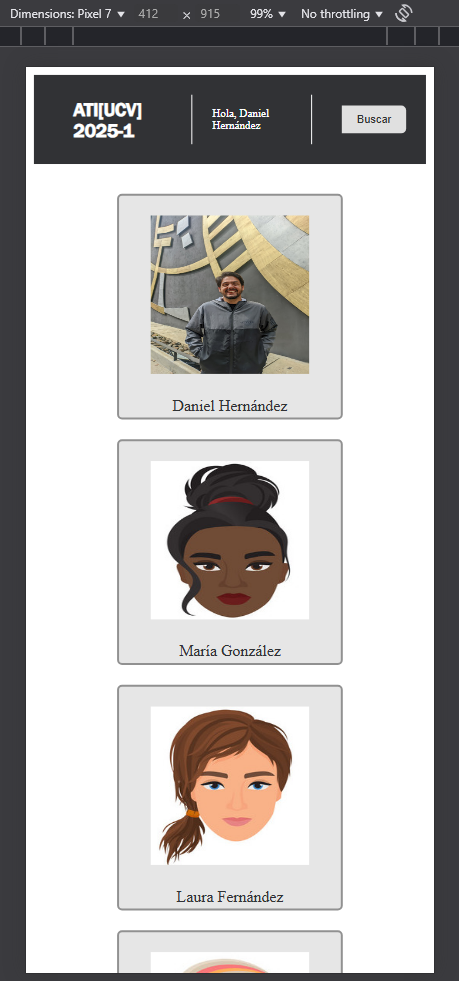 Dimensions: Pixel 7 412 × 915 99% No throttling
ATI[UCV]
2025-1
Hola, Daniel
Hernández
Buscar
Daniel Hernández
María González
Laura Fernández